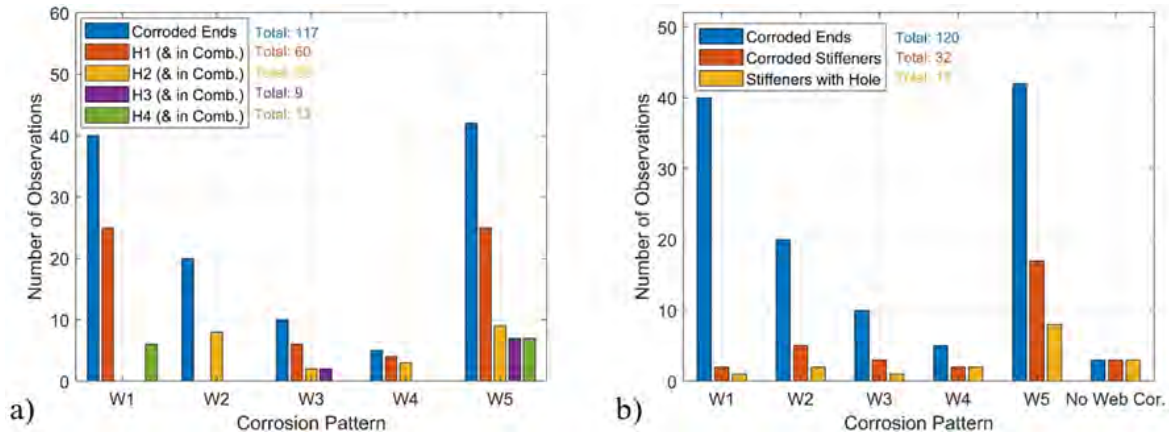 60
50
40
30
20
10
0
Number of Observations
Corroded Ends
H1 (& in Comb.)
H2 (& in Comb.)
H3 (& in Comb.)
H4 (& in Comb.)
Total: 117
Total: 60
Total: 9
Total: 13
W1 W2 W3 W4 W5
Corrosion Pattern
a)
50
40
30
20
10
0
Number of Observations
Corroded Ends
Corroded Stiffeners
Stiffeners with Hole
Total: 120
Total: 32
W1 W2 W3 W4 W5 No Web Cor.
Corrosion Pattern
b)